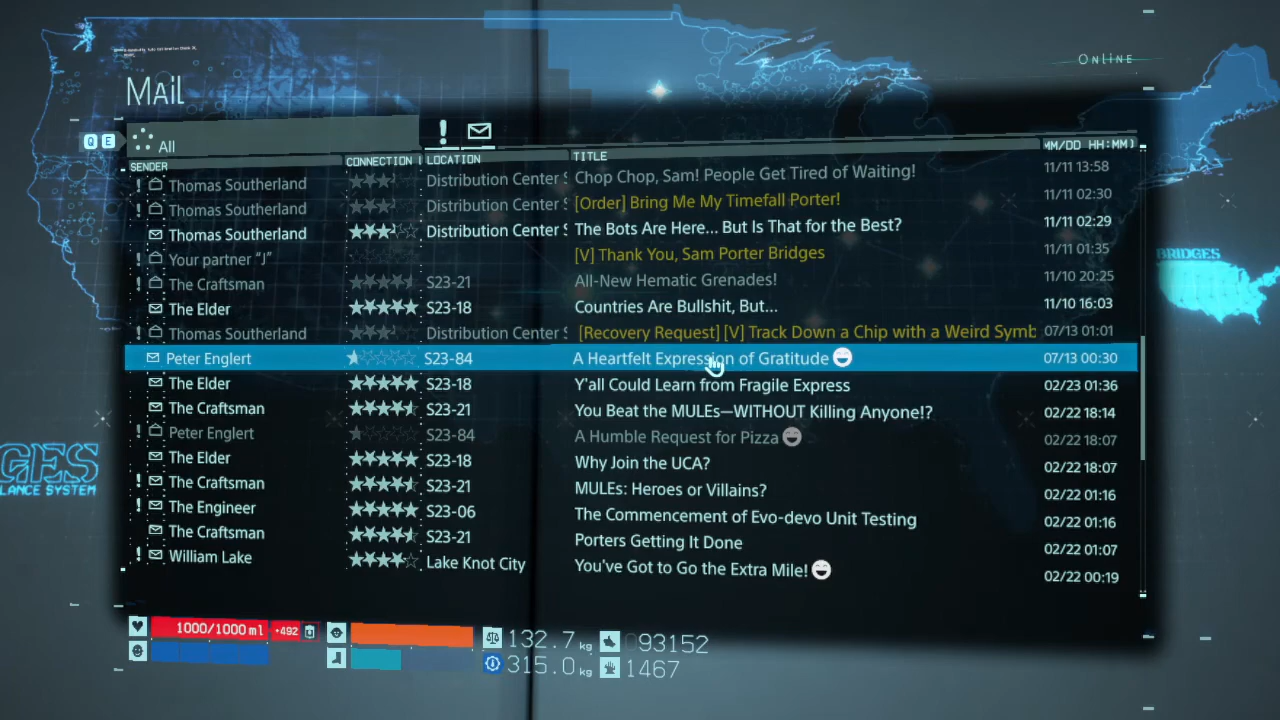 ONLINE
Mail
Q E All
SENDER CONNECTION LOCATION TITLE MM/DD HH:MM)
! Thomas Southerland Distribution Center S Chop Chop, Sam! People Get Tired of Waiting! 11/11 13:58
! Thomas Southerland Distribution Center S [Order] Bring Me My Timefall Porter! 11/11 02:30
Thomas Southerland Distribution Center S The Bots Are Here... But Is That for the Best? 11/11 02:29
! Your partner “J” [V] Thank You, Sam Porter Bridges 11/11 01:35
! The Craftsman S23-21 All-New Hematic Grenades! 11/10 20:25
The Elder S23-18 Countries Are Bullshit, But... 11/10 16:03
! Thomas Southerland Distribution Center S [Recovery Request] [V] Track Down a Chip with a Weird Symb 07/13 01:01
Peter Englert S23-84 A Heartfelt Expression of Gratitude 07/13 00:30
The Elder S23-18 Y'all Could Learn from Fragile Express 02/23 01:36
The Craftsman S23-21 You Beat the MULEs—WITHOUT Killing Anyone!? 02/22 18:14
! Peter Englert S23-84 A Humble Request for Pizza 02/22 18:07
The Elder S23-18 Why Join the UCA? 02/22 18:07
! The Craftsman S23-21 MULEs: Heroes or Villains? 02/22 01:16
The Engineer S23-06 The Commencement of Evo-devo Unit Testing 02/22 01:16
The Craftsman S23-21 Porters Getting It Done 02/22 01:07
! William Lake Lake Knot City You've Got to Go the Extra Mile! 02/22 00:19
BRIDGES
GES
LANCE SYSTEM
1000/1000 ml +492 132.7 kg 093152
315.0 kg 1467